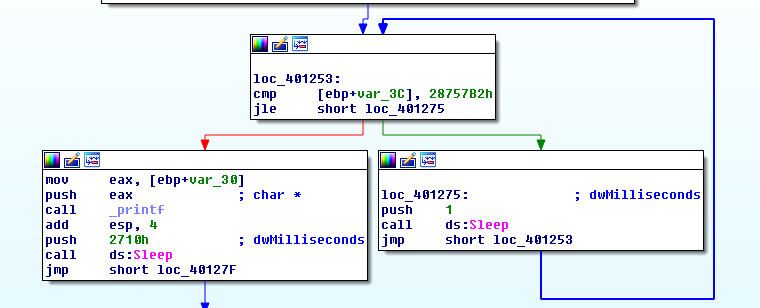 loc_401253:
cmp     [ebp+var_3C], 28757B2h
jle     short loc_401275
mov     eax, [ebp+var_30]
push    eax             ; char *
call    _printf
add     esp, 4
push    2710h           ; dwMilliseconds
call    ds:Sleep
jmp     short loc_40127F
loc_401275:             ; dwMilliseconds
push    1
call    ds:Sleep
jmp     short loc_401253